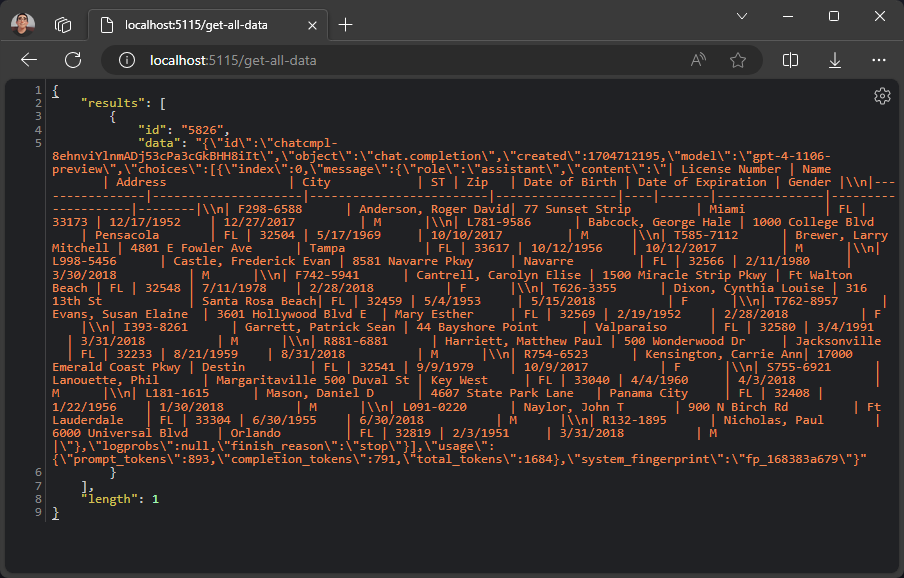 localhost:5115/get-all-data
localhost:5115/get-all-data
1 {
2 "results": [
3 {
4 "id": "5826",
5 "data": "{\"id\":\"chatcmpl-
8ehnviYlnmADj53cPa3cGkBHH8iIt\",\"object\":\"chat.completion\",\"created\":1704712195,\"model\":\"gpt-4-1106-
preview\",\"choices\":[{\"index\":0,\"message\":{\"role\":\"assistant\",\"content\":\"| License Number | Name
| Address | City | ST | Zip | Date of Birth | Date of Expiration | Gender |\\n|---
-------------|----------------------|-----------------------|----------------|----|-------|---------------|--------
-----------|--------|\\n| F298-6588 | Anderson, Roger David| 77 Sunset Strip | Miami | FL |
33173 | 12/17/1952 | 12/27/2017 | M |\\n| L781-9586 | Babcock, George Hale | 1000 College Blvd
| Pensacola | FL | 32504 | 5/17/1969 | 10/10/2017 | M |\\n| T585-7112 | Brewer, Larry
Mitchell | 4801 E Fowler Ave | Tampa | FL | 33617 | 10/12/1956 | 10/12/2017 | M |\\n|
L998-5456 | Castle, Frederick Evan | 8581 Navarre Pkwy | Navarre | FL | 32566 | 2/11/1980 |
3/30/2018 | M |\\n| F742-5941 | Cantrell, Carolyn Elise | 1500 Miracle Strip Pkwy | Ft Walton
Beach | FL | 32548 | 7/11/1978 | 2/28/2018 | F |\\n| T626-3355 | Dixon, Cynthia Louise | 316
13th St | Santa Rosa Beach| FL | 32459 | 5/4/1953 | 5/15/2018 | F |\\n| T762-8957 |
Evans, Susan Elaine | 3601 Hollywood Blvd E | Mary Esther | FL | 32569 | 2/19/1952 | 2/28/2018 | F
|\\n| I393-8261 | Garrett, Patrick Sean | 44 Bayshore Point | Valparaiso | FL | 32580 | 3/4/1991
| 3/31/2018 | M |\\n| R881-6881 | Harriett, Matthew Paul | 500 Wonderwood Dr | Jacksonville
| FL | 32233 | 8/21/1959 | 8/31/2018 | M |\\n| R754-6523 | Kensington, Carrie Ann| 17000
Emerald Coast Pkwy | Destin | FL | 32541 | 9/9/1979 | 10/9/2017 | F |\\n| S755-6921 |
Lanouette, Phil | Margaritaville 500 Duval St | Key West | FL | 33040 | 4/4/1960 | 4/3/2018 |
M |\\n| L181-1615 | Mason, Daniel D | 4607 State Park Lane | Panama City | FL | 32408 |
1/22/1956 | 1/30/2018 | M |\\n| L091-0220 | Naylor, John T | 900 N Birch Rd | Ft
Lauderdale | FL | 33304 | 6/30/1955 | 6/30/2018 | M |\\n| R132-1895 | Nicholas, Paul |
6000 Universal Blvd | Orlando | FL | 32819 | 2/3/1951 | 3/31/2018 | M
|\"},\"logprobs\":null,\"finish_reason\":\"stop\"}],\"usage\":
{\"prompt_tokens\":893,\"completion_tokens\":791,\"total_tokens\":1684},\"system_fingerprint\":\"fp_168383a679\"}"
6 }
7 ],
8 "length": 1
9 }